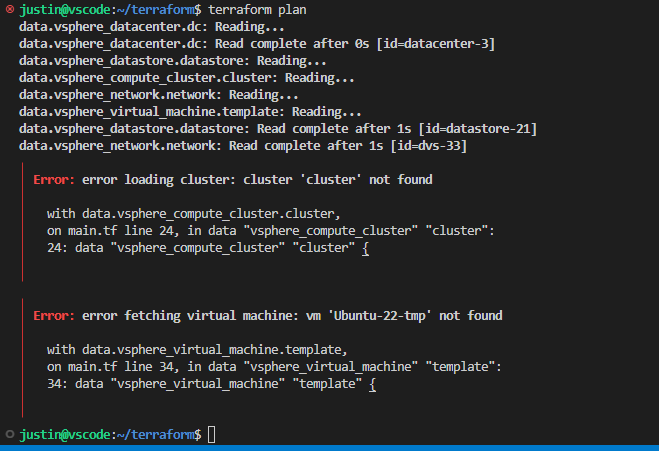 justin@vscode:~/terraform$ terraform plan
data.vsphere_datacenter.dc: Reading...
data.vsphere_datacenter.dc: Read complete after 0s [id=datacenter-3]
data.vsphere_datastore.datastore: Reading...
data.vsphere_compute_cluster.cluster: Reading...
data.vsphere_network.network: Reading...
data.vsphere_virtual_machine.template: Reading...
data.vsphere_datastore.datastore: Read complete after 1s [id=datastore-21]
data.vsphere_network.network: Read complete after 1s [id=dvs-33]
Error: error loading cluster: cluster 'cluster' not found
with data.vsphere_compute_cluster.cluster,
on main.tf line 24, in data "vsphere_compute_cluster" "cluster":
24: data "vsphere_compute_cluster" "cluster" {
Error: error fetching virtual machine: vm 'Ubuntu-22-tmp' not found
with data.vsphere_virtual_machine.template,
on main.tf line 34, in data "vsphere_virtual_machine" "template":
34: data "vsphere_virtual_machine" "template" {
justin@vscode:~/terraform$